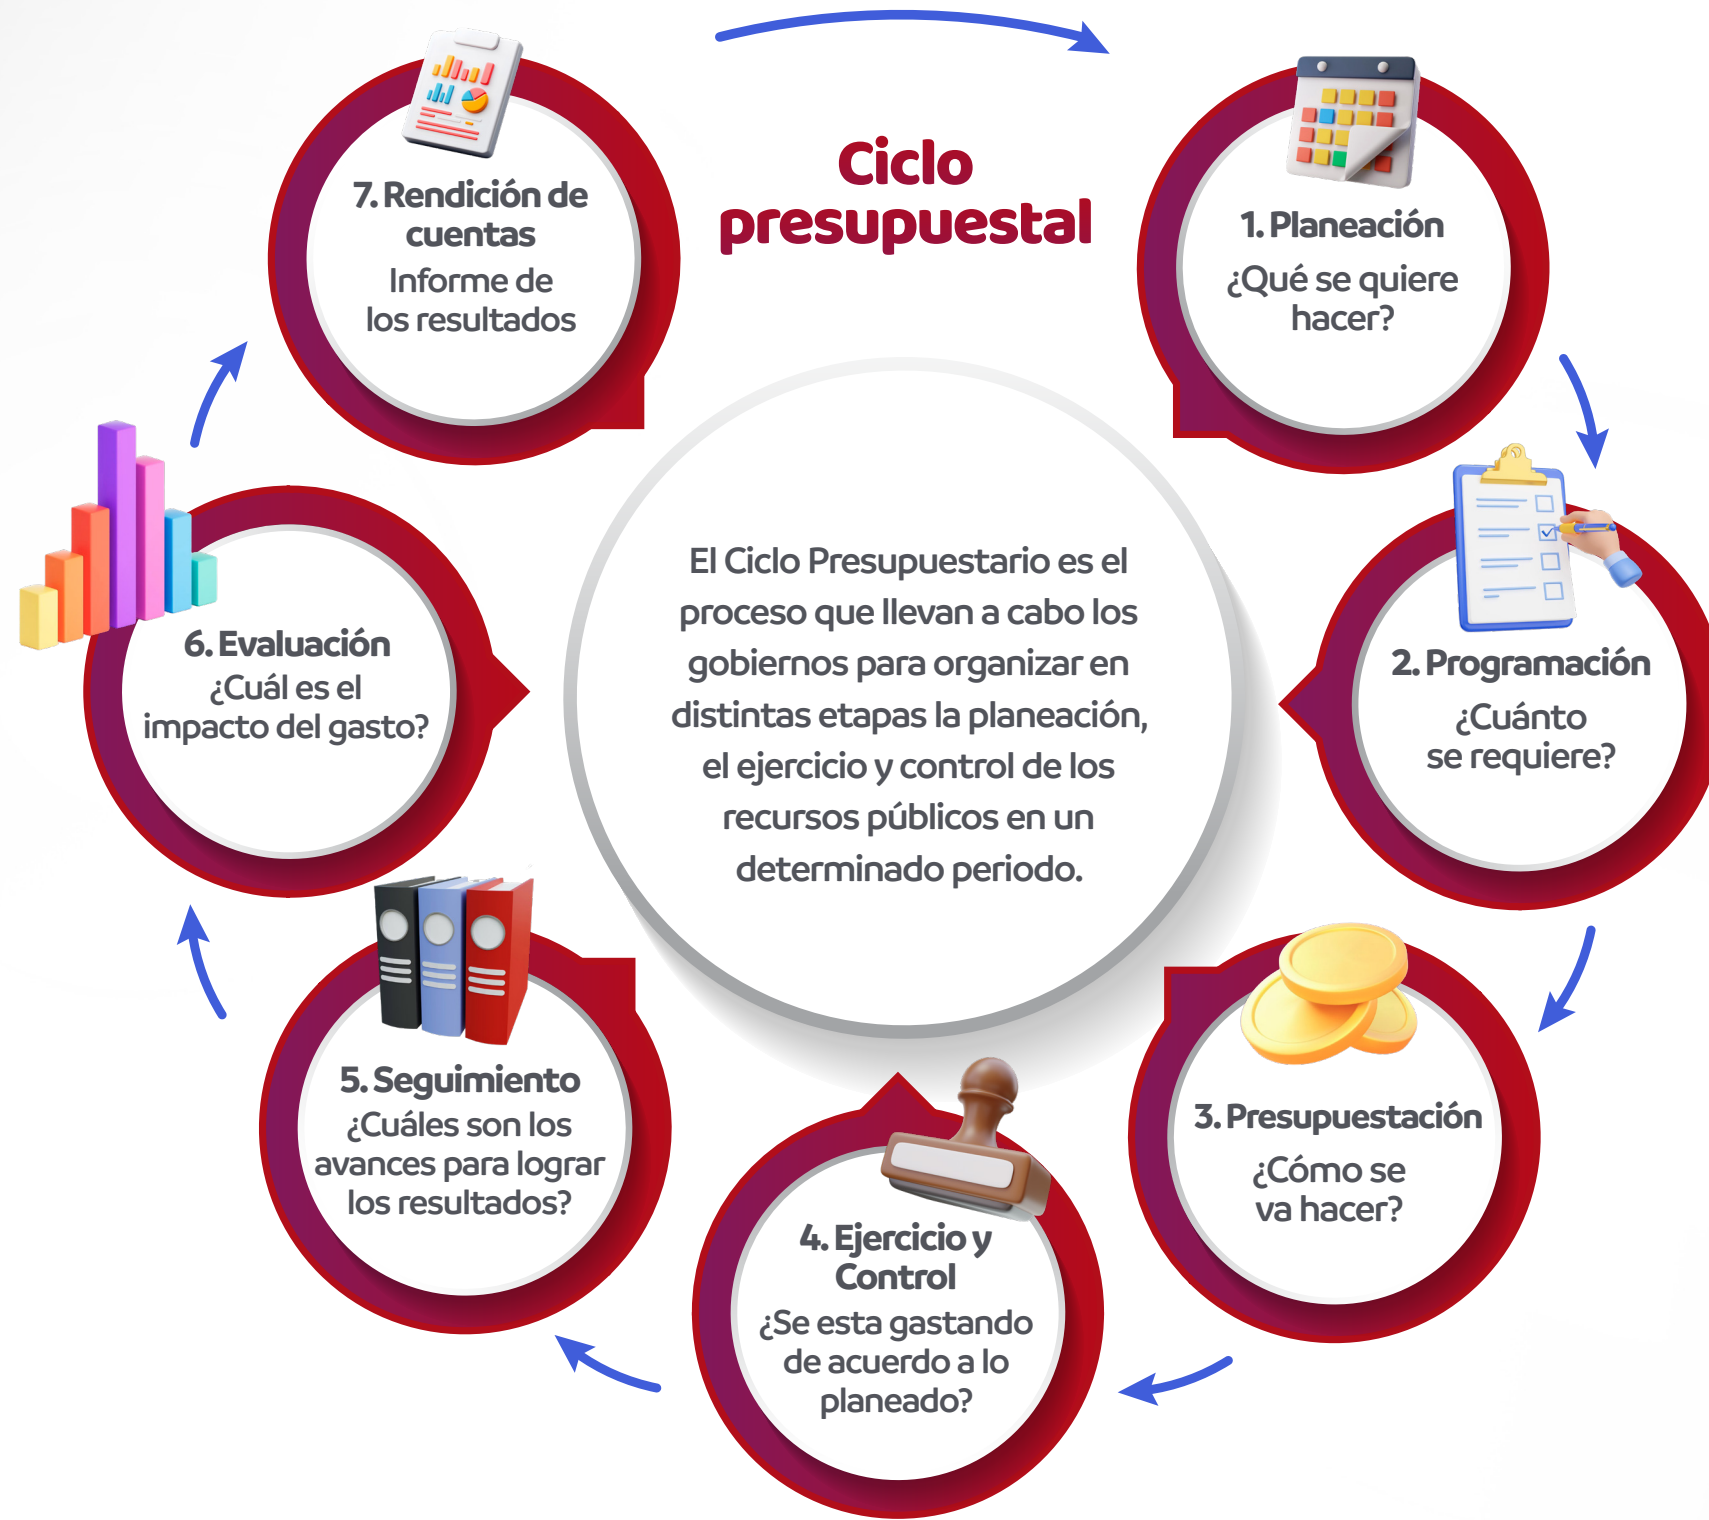 Ciclo
presupuestal
1. Planeación
¿Qué se quiere
hacer?
2. Programación
¿Cuánto
se requiere?
3. Presupuestación
¿Cómo se
va hacer?
4. Ejercicio y
Control
¿Se esta gastando
de acuerdo a lo
planeado?
5. Seguimiento
¿Cuáles son los
avances para lograr
los resultados?
6. Evaluación
¿Cuál es el
impacto del gasto?
7. Rendición de
cuentas
Informe de
los resultados
El Ciclo Presupuestario es el
proceso que llevan a cabo los
gobiernos para organizar en
distintas etapas la planeación,
el ejercicio y control de los
recursos públicos en un
determinado periodo.